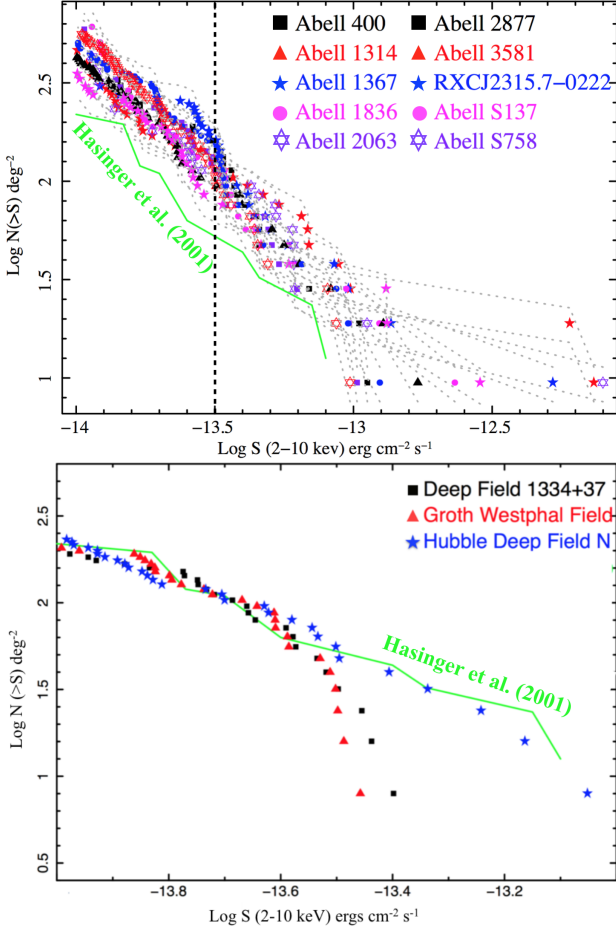 Abell 400
Abell 2877
Abell 1314
Abell 3581
Abell 1367
RXCJ2315.7−0222
Abell 1836
Abell S137
Abell 2063
Abell S758
Hasinger et al. (2001)
Log N(>S) deg⁻²
2.5
2
1.5
1
−14
−13.5
−13
−12.5
Log S (2−10 kev) erg cm⁻² s⁻¹
Deep Field 1334+37
Groth Westphal Field
Hubble Deep Field N
Hasinger et al. (2001)
Log N (>S) deg⁻²
2.5
2
1.5
1
0.5
−13.8
−13.6
−13.4
−13.2
Log S (2-10 keV) ergs cm⁻² s⁻¹